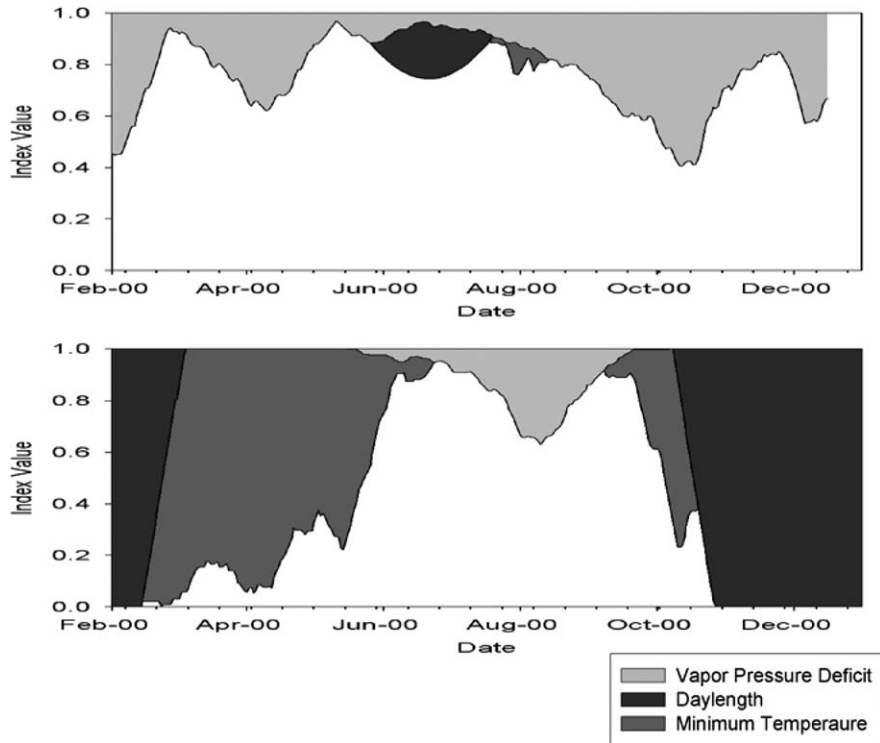 1.0
0.8
0.6
0.4
0.2
0.0
Index Value
Feb-00 Apr-00 Jun-00 Aug-00 Oct-00 Dec-00
Date
1.0
0.8
0.6
0.4
0.2
0.0
Index Value
Feb-00 Apr-00 Jun-00 Aug-00 Oct-00 Dec-00
Date
Vapor Pressure Deficit
Daylength
Minimum Temperaure